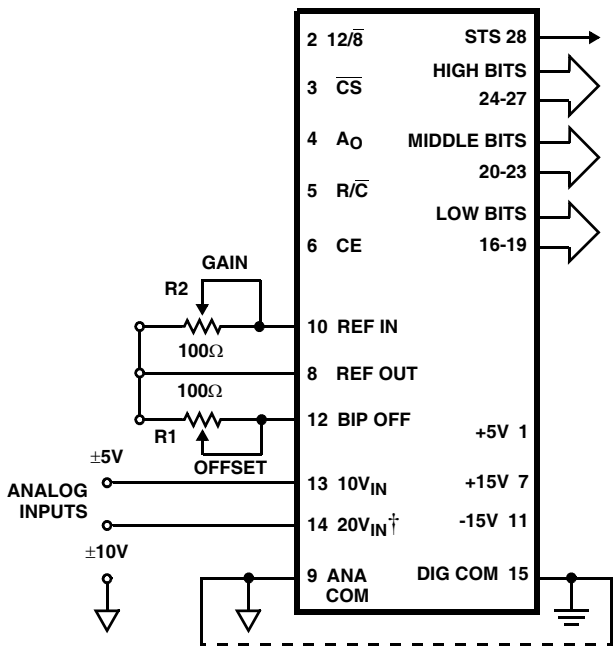 2 12/8̅
STS 28
HIGH BITS
24-27
3 C̅S̅
4 AO
MIDDLE BITS
20-23
5 R/C̅
LOW BITS
16-19
6 CE
GAIN
R2
100Ω
10 REF IN
8 REF OUT
100Ω
R1
OFFSET
12 BIP OFF
+5V 1
±5V
ANALOG
INPUTS
±10V
13 10VIN
+15V 7
14 20VIN†
-15V 11
9 ANA
COM
DIG COM 15